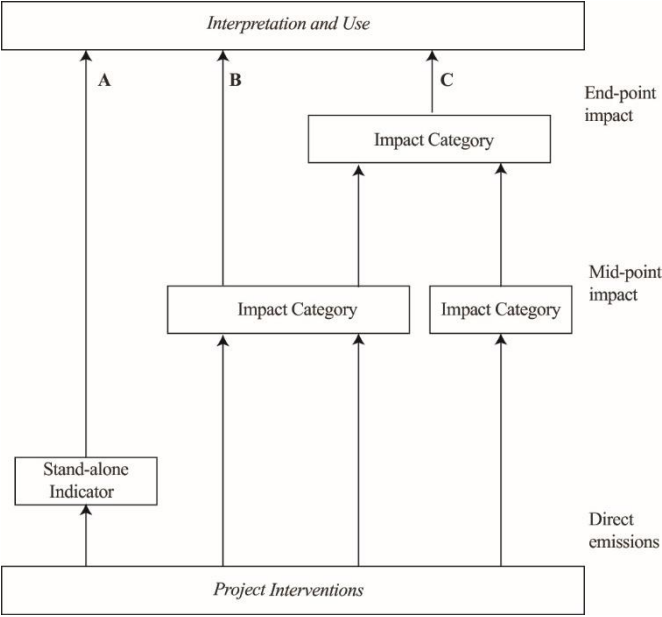 Interpretation and Use
A
B
C
End-point
impact
Impact Category
Mid-point
impact
Impact Category
Impact Category
Stand-alone
Indicator
Direct
emissions
Project Interventions